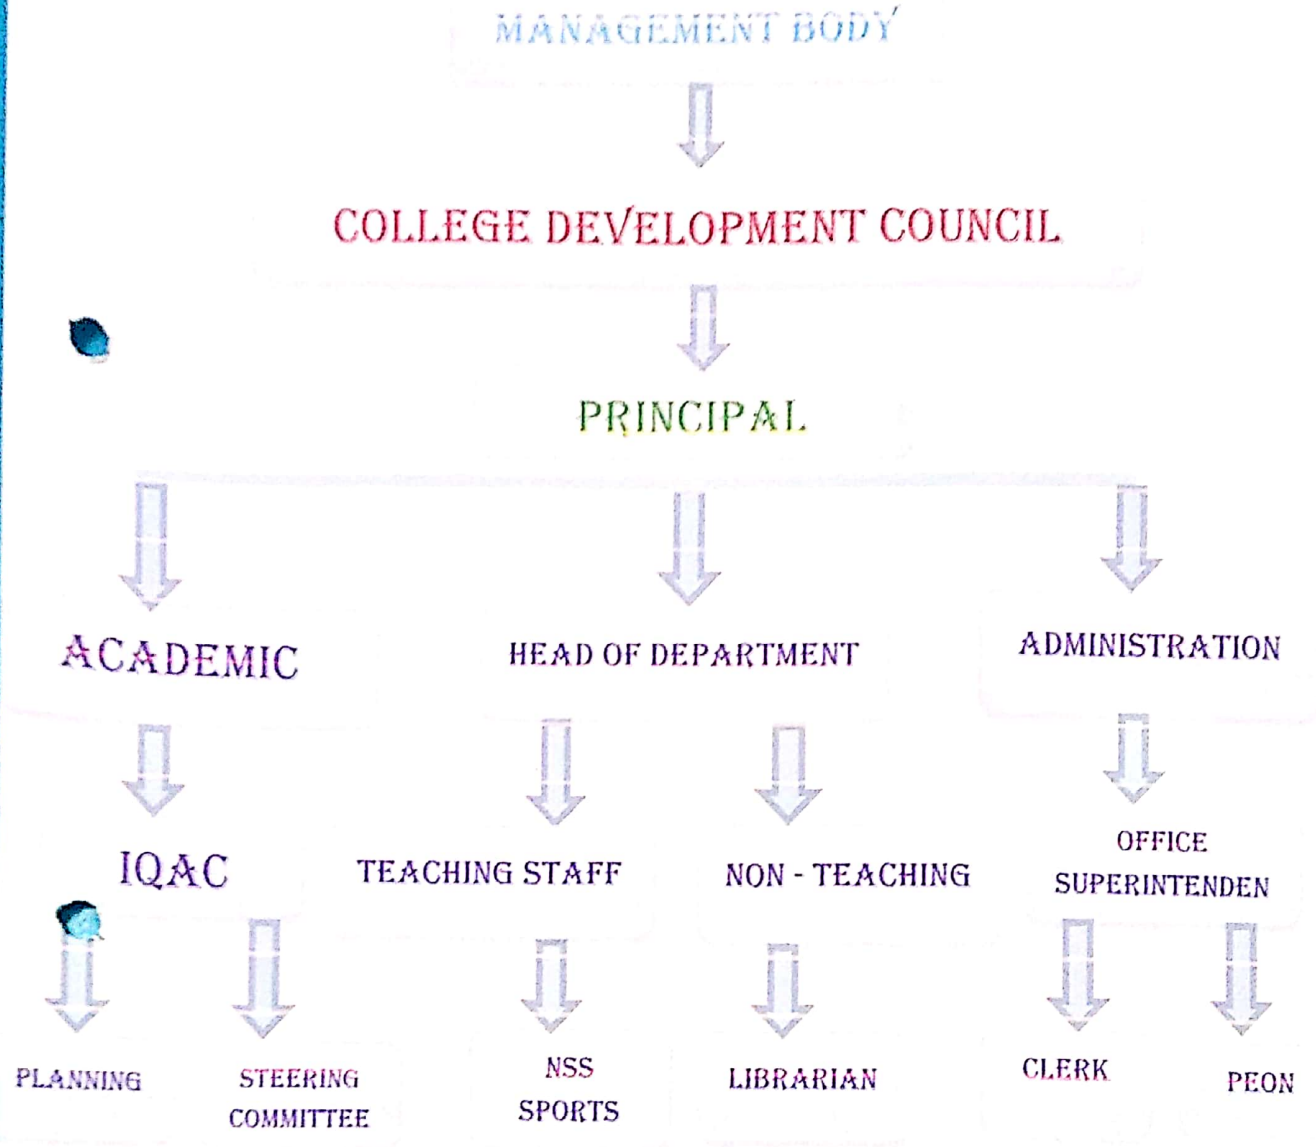 MANAGEMENT BODY
COLLEGE DEVELOPMENT COUNCIL
PRINCIPAL
ACADEMIC
HEAD OF DEPARTMENT
ADMINISTRATION
IQAC
TEACHING STAFF
NON - TEACHING
OFFICE
SUPERINTENDEN
PLANNING
STEERING
COMMITTEE
NSS
SPORTS
LIBRARIAN
CLERK
PEON